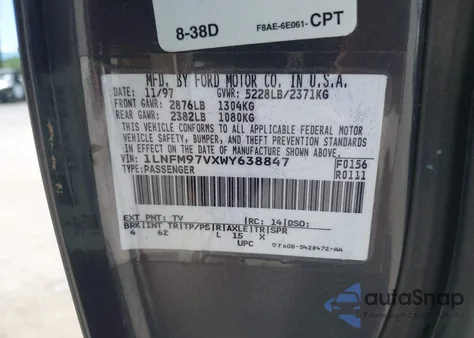 8-38D
F8AE-6E061-CPT
MFD. BY FORD MOTOR CO. IN U.S.A.
DATE: 11/97 GVWR: 5228LB/2371KG
FRONT GAWR: 2876LB 1304KG
REAR GAWR: 2382LB 1080KG
THIS VEHICLE CONFORMS TO ALL APPLICABLE FEDERAL MOTOR
VEHICLE SAFETY, BUMPER, AND THEFT PREVENTION STANDARDS
IN EFFECT ON THE DATE OF MANUFACTURE SHOWN ABOVE.
VIN: 1LNFM97VXWY638847
TYPE: PASSENGER
F0156
R0111
EXT PNT: TV RC: 14 DSO:
BRK INT TR TP/PS R AXLE TR SPR
4 62 L 15 X
UPC
autoSnap